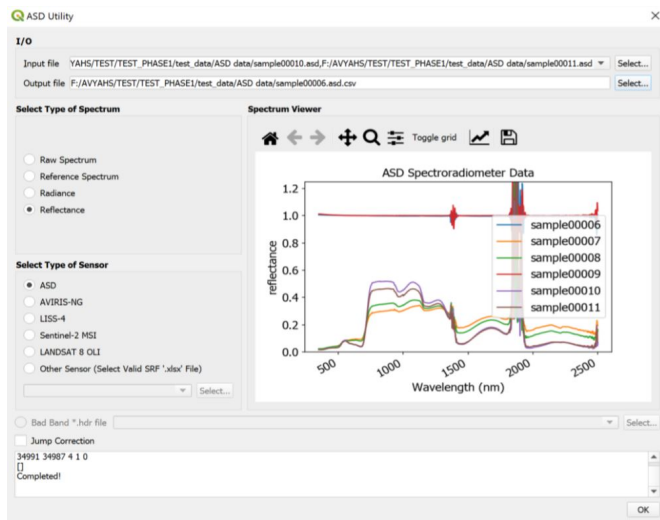 ASD Utility
I/O
Input file YAHS/TEST/TEST_PHASE1/test_data/ASD data/sample00010.asd,F:/AVYAHS/TEST/TEST_PHASE1/test_data/ASD data/sample00011.asd Select...
Output file F:/AVYAHS/TEST/TEST_PHASE1/test_data/ASD data/sample00006.asd.csv Select...
Select Type of Spectrum
Raw Spectrum
Reference Spectrum
Radiance
Reflectance
Select Type of Sensor
ASD
AVIRIS-NG
LISS-4
Sentinel-2 MSI
LANDSAT 8 OLI
Other Sensor (Select Valid SRF '.xlsx' File)
Select...
Spectrum Viewer
Toggle grid
ASD Spectroradiometer Data
reflectance
1.2
1.0
0.8
0.6
0.4
0.2
0.0
sample00006
sample00007
sample00008
sample00009
sample00010
sample00011
500 1000 1500 2000 2500
Wavelength (nm)
Bad Band *.hdr file Select...
Jump Correction
34991 34987 4 1 0
[]
Completed!
OK